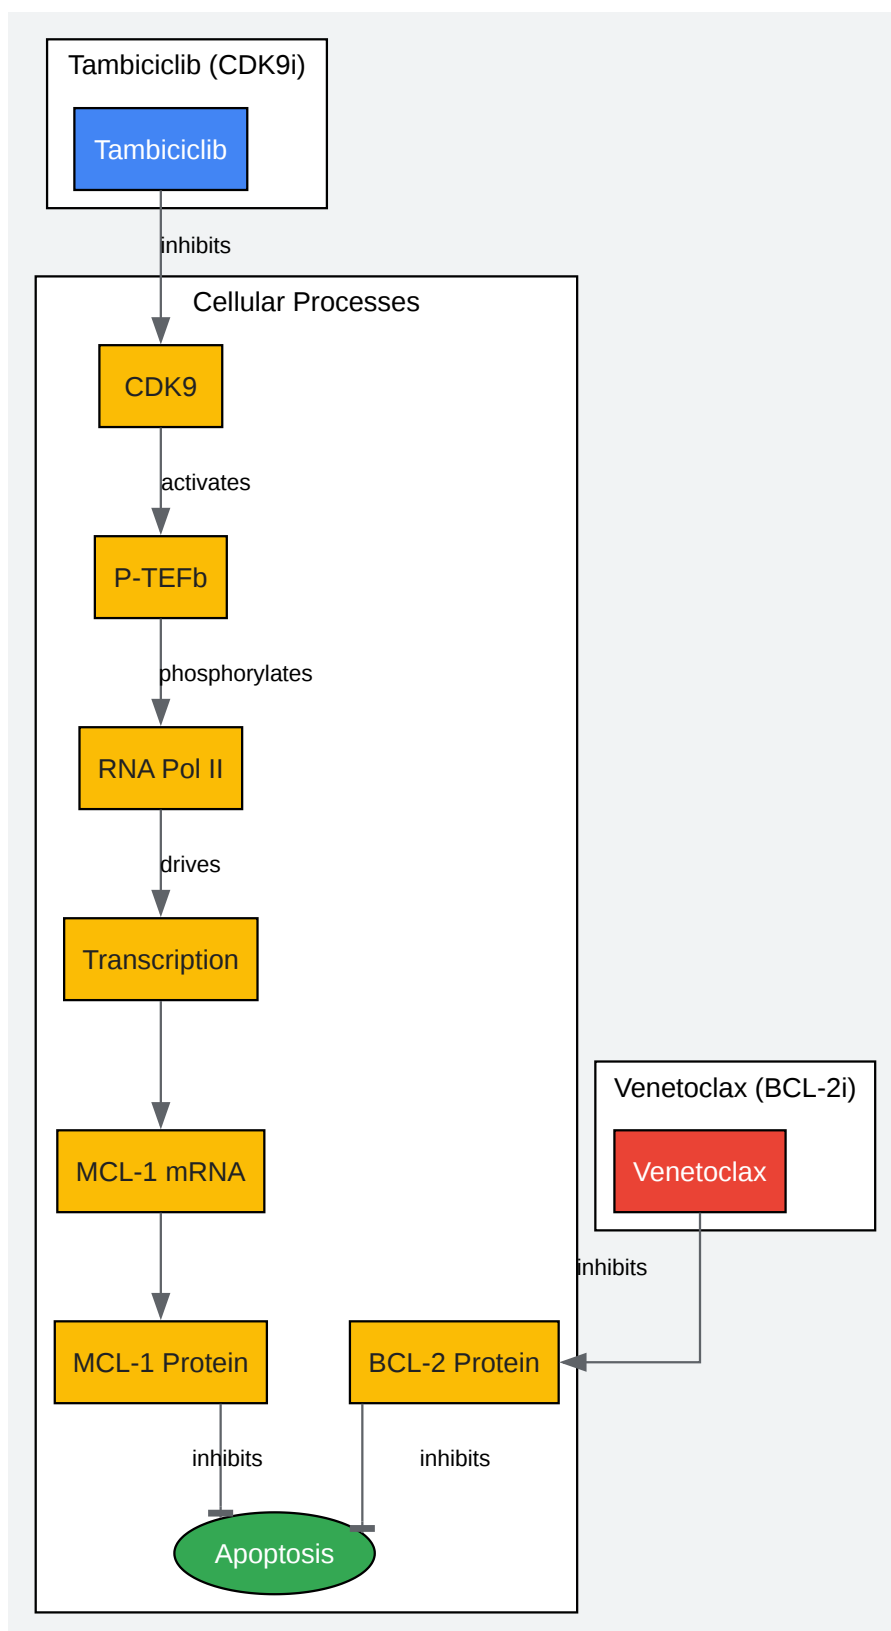 Tambiciclib (CDK9i)
Tambiciclib
inhibits
Cellular Processes
CDK9
activates
P-TEFb
phosphorylates
RNA Pol II
drives
Transcription
Venetoclax (BCL-2i)
MCL-1 mRNA
Venetoclax
inhibits
MCL-1 Protein
BCL-2 Protein
inhibits
inhibits
Apoptosis